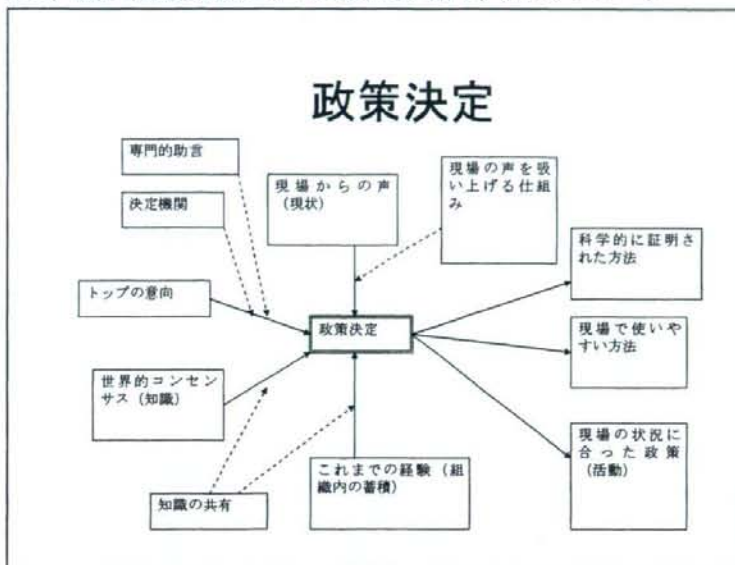 政策決定
専門的助言
決定機関
トップの意向
世界的コンセン
サス(知識)
知識の共有
現場からの声
(現状)
現場の声を吸
い上げる仕組
み
政策決定
これまでの経験(組
織内の蓄積)
科学的に証明さ
れた方法
現場で使いや
すい方法
現場の状況に
合った政策
(活動)